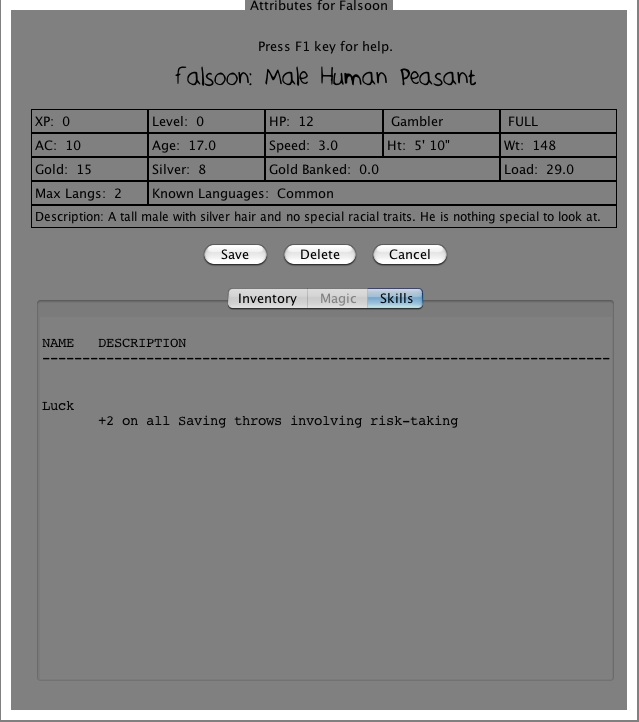 Attributes for Falsoon
Press F1 key for help.
Falsoon: Male Human Peasant
XP: 0 Level: 0 HP: 12 Gambler FULL
AC: 10 Age: 17.0 Speed: 3.0 Ht: 5' 10" Wt: 148
Gold: 15 Silver: 8 Gold Banked: 0.0 Load: 29.0
Max Langs: 2 Known Languages: Common
Description: A tall male with silver hair and no special racial traits. He is nothing special to look at.
Save Delete Cancel
Inventory Magic Skills
NAME DESCRIPTION
-----------------------------------------------------------------------
Luck
+2 on all Saving throws involving risk-taking